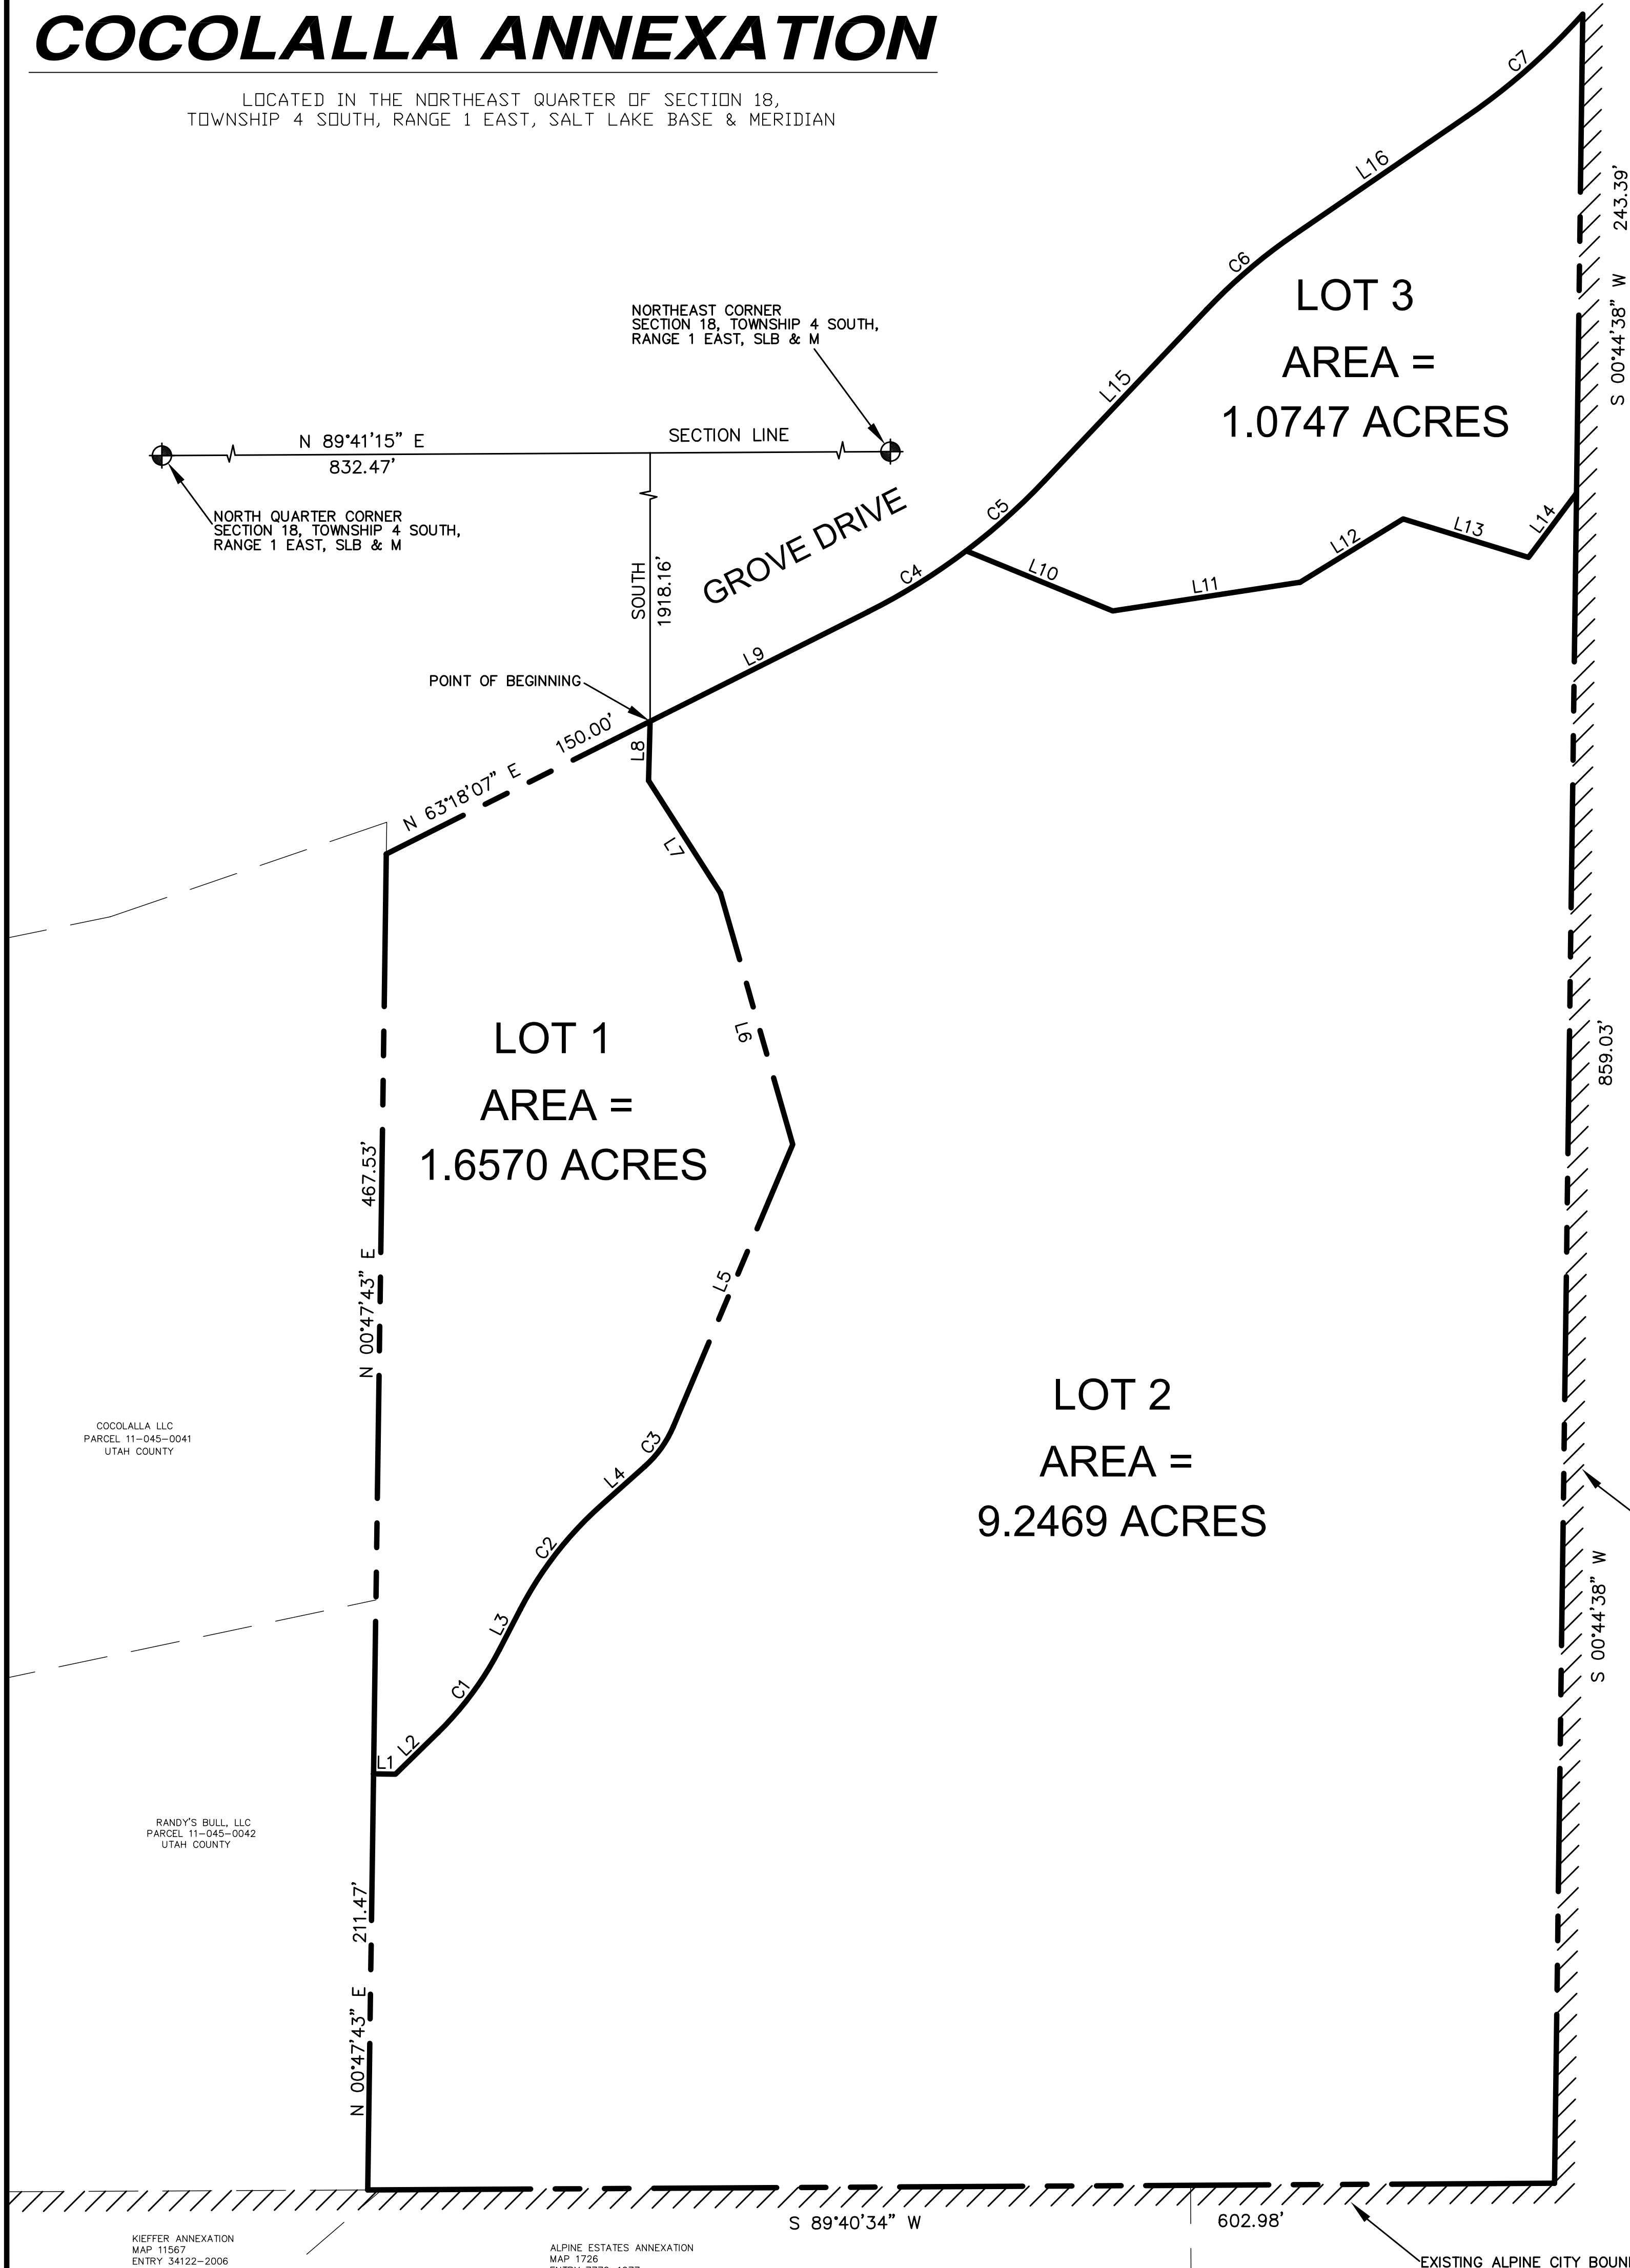 COCOLALLA ANNEXATION
LOCATED IN THE NORTHEAST QUARTER OF SECTION 18,
TOWNSHIP 4 SOUTH, RANGE 1 EAST, SALT LAKE BASE & MERIDIAN
C7
L16
243.39'
S 00°44'38" W
C6
LOT 3
AREA =
1.0747 ACRES
NORTHEAST CORNER
SECTION 18, TOWNSHIP 4 SOUTH,
RANGE 1 EAST, SLB & M
L15
N 89°41'15" E
832.47'
SECTION LINE
NORTH QUARTER CORNER
SECTION 18, TOWNSHIP 4 SOUTH,
RANGE 1 EAST, SLB & M
GROVE DRIVE
C5
L14
L13
L12
L11
L10
C4
SOUTH
1918.16'
L9
POINT OF BEGINNING
150.00'
N 63°18'07" E
L8
L7
L6
LOT 1
AREA =
1.6570 ACRES
859.03'
467.53'
N 00°47'43" E
L5
LOT 2
AREA =
9.2469 ACRES
COCOLALLA LLC
PARCEL 11-045-0041
UTAH COUNTY
C3
L4
C2
S 00°44'38" W
L3
C1
L2
L1
RANDY'S BULL, LLC
PARCEL 11-045-0042
UTAH COUNTY
211.47'
N 00°47'43" E
S 89°40'34" W
602.98'
KIEFFER ANNEXATION
MAP 11567
ENTRY 34122-2006
ALPINE ESTATES ANNEXATION
MAP 1726
EXISTING ALPINE CITY BOUN